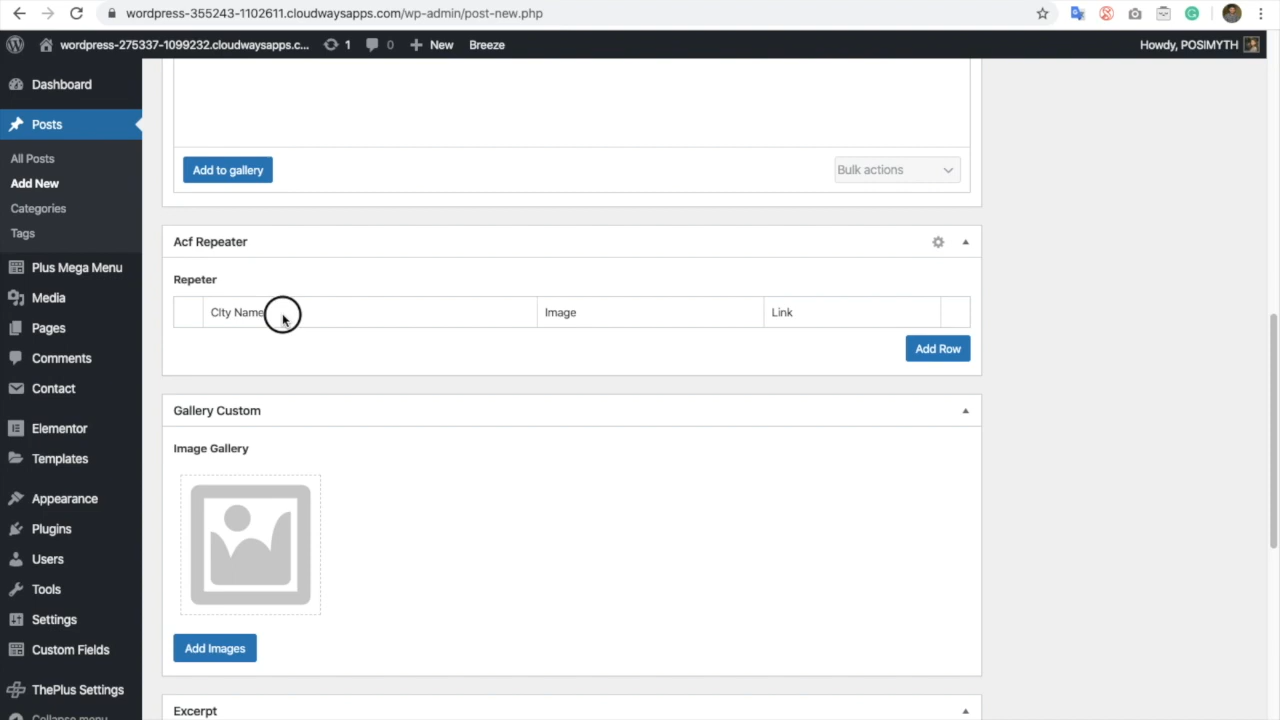 wordpress-355243-1102611.cloudwaysapps.com/wp-admin/post-new.php
wordpress-275337-1099232.cloudwaysapps.c... 1 0 New Breeze Howdy, POSIMYTH
Dashboard
Posts
All Posts
Add New
Categories
Tags
Plus Mega Menu
Media
Pages
Comments
Contact
Elementor
Templates
Appearance
Plugins
Users
Tools
Settings
Custom Fields
ThePlus Settings
Collapse menu
Add to gallery Bulk actions
Acf Repeater
Repeter
CIty Name Image Link
Add Row
Gallery Custom
Image Gallery
Add Images
Excerpt